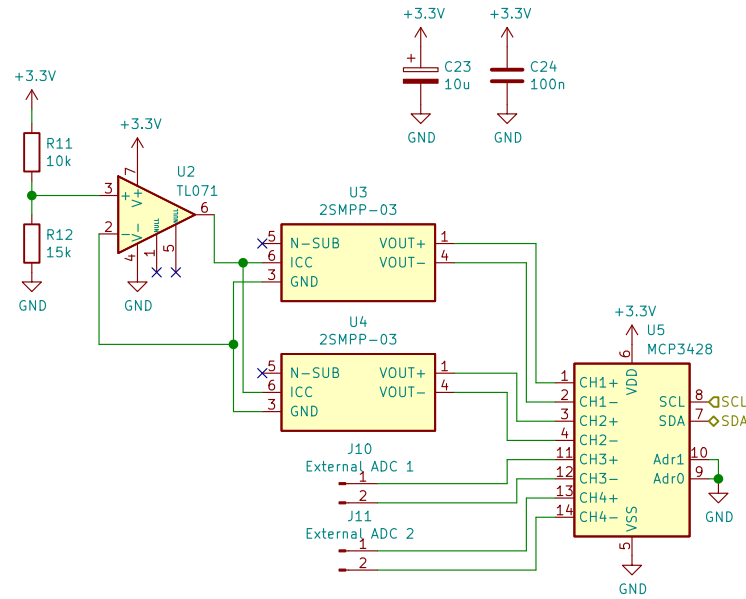 +3.3V
+3.3V
+
C23
10u
C24
100n
GND
GND
+3.3V
R11
10k
R12
15k
GND
+3.3V
U2
TL071
7
3
+
V+
6
2
-
V-
NULL
NULL
4
1
5
GND
U3
2SMPP-03
5
N-SUB
VOUT+
1
6
ICC
VOUT-
4
3
GND
U4
2SMPP-03
5
N-SUB
VOUT+
1
6
ICC
VOUT-
4
3
GND
+3.3V
U5
MCP3428
6
VDD
1
CH1+
2
CH1-
SCL
8
SCL
3
CH2+
SDA
7
SDA
4
CH2-
11
CH3+
Adr1
10
12
CH3-
Adr0
9
13
CH4+
14
CH4-
VSS
5
GND
GND
J10
External ADC 1
1
2
J11
External ADC 2
1
2